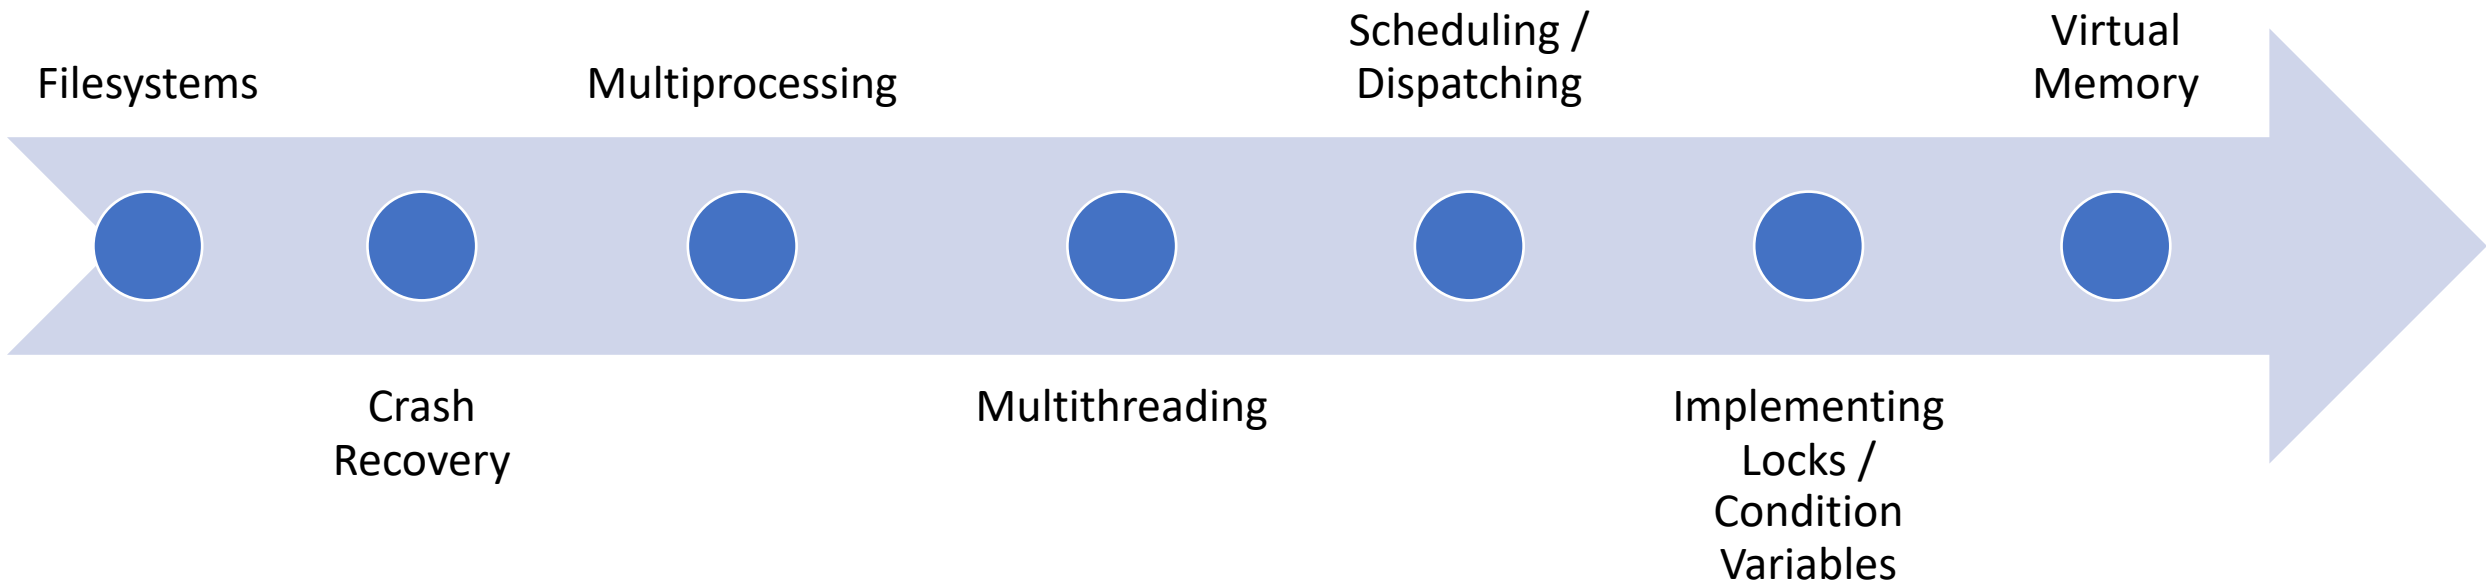 Filesystems
Crash
Recovery
Multiprocessing
Multithreading
Scheduling /
Dispatching
Implementing
Locks /
Condition
Variables
Virtual
Memory